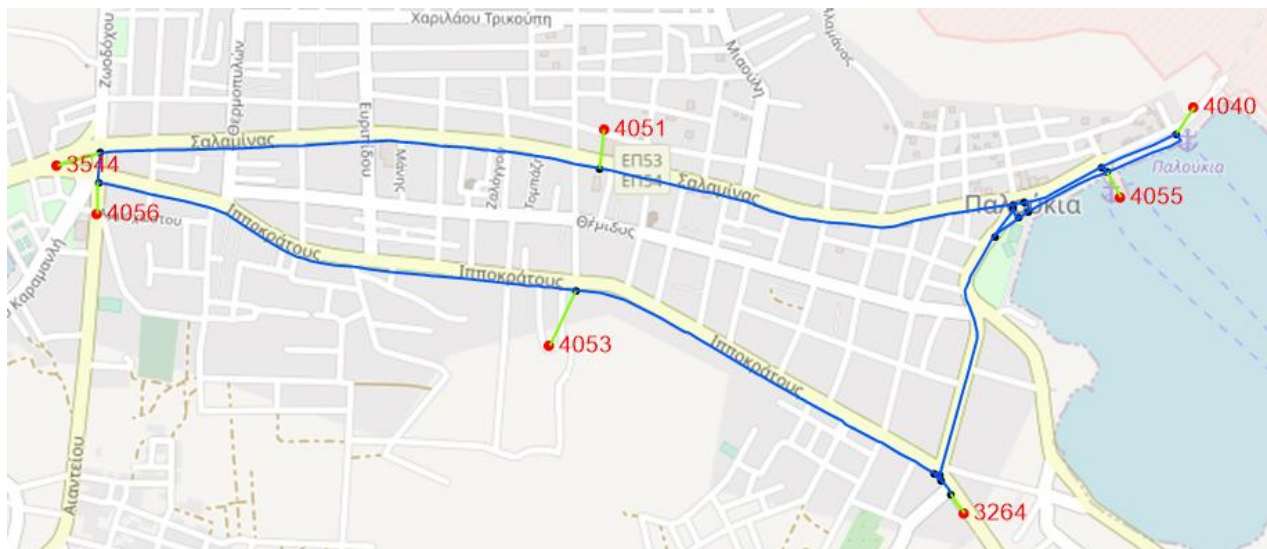 Χαριλάου Τρικούπη
Ζωοδόχου
Θερμοπυλών
Ευριπίδου
Μιαούλη
4040
4051
Σαλαμίνας
Μάνης
Ζαλόγγου
Τομπάζη
ΕΠ53
ΕΠ54
Σαλαμίνας
Παλούκια
3544
4055
4056
Παλούκια
Ιπποκράτους
Θέμιδος
Καραμανλή
Ιπποκράτους
4053
Ιπποκράτους
Αιαντείου
3264